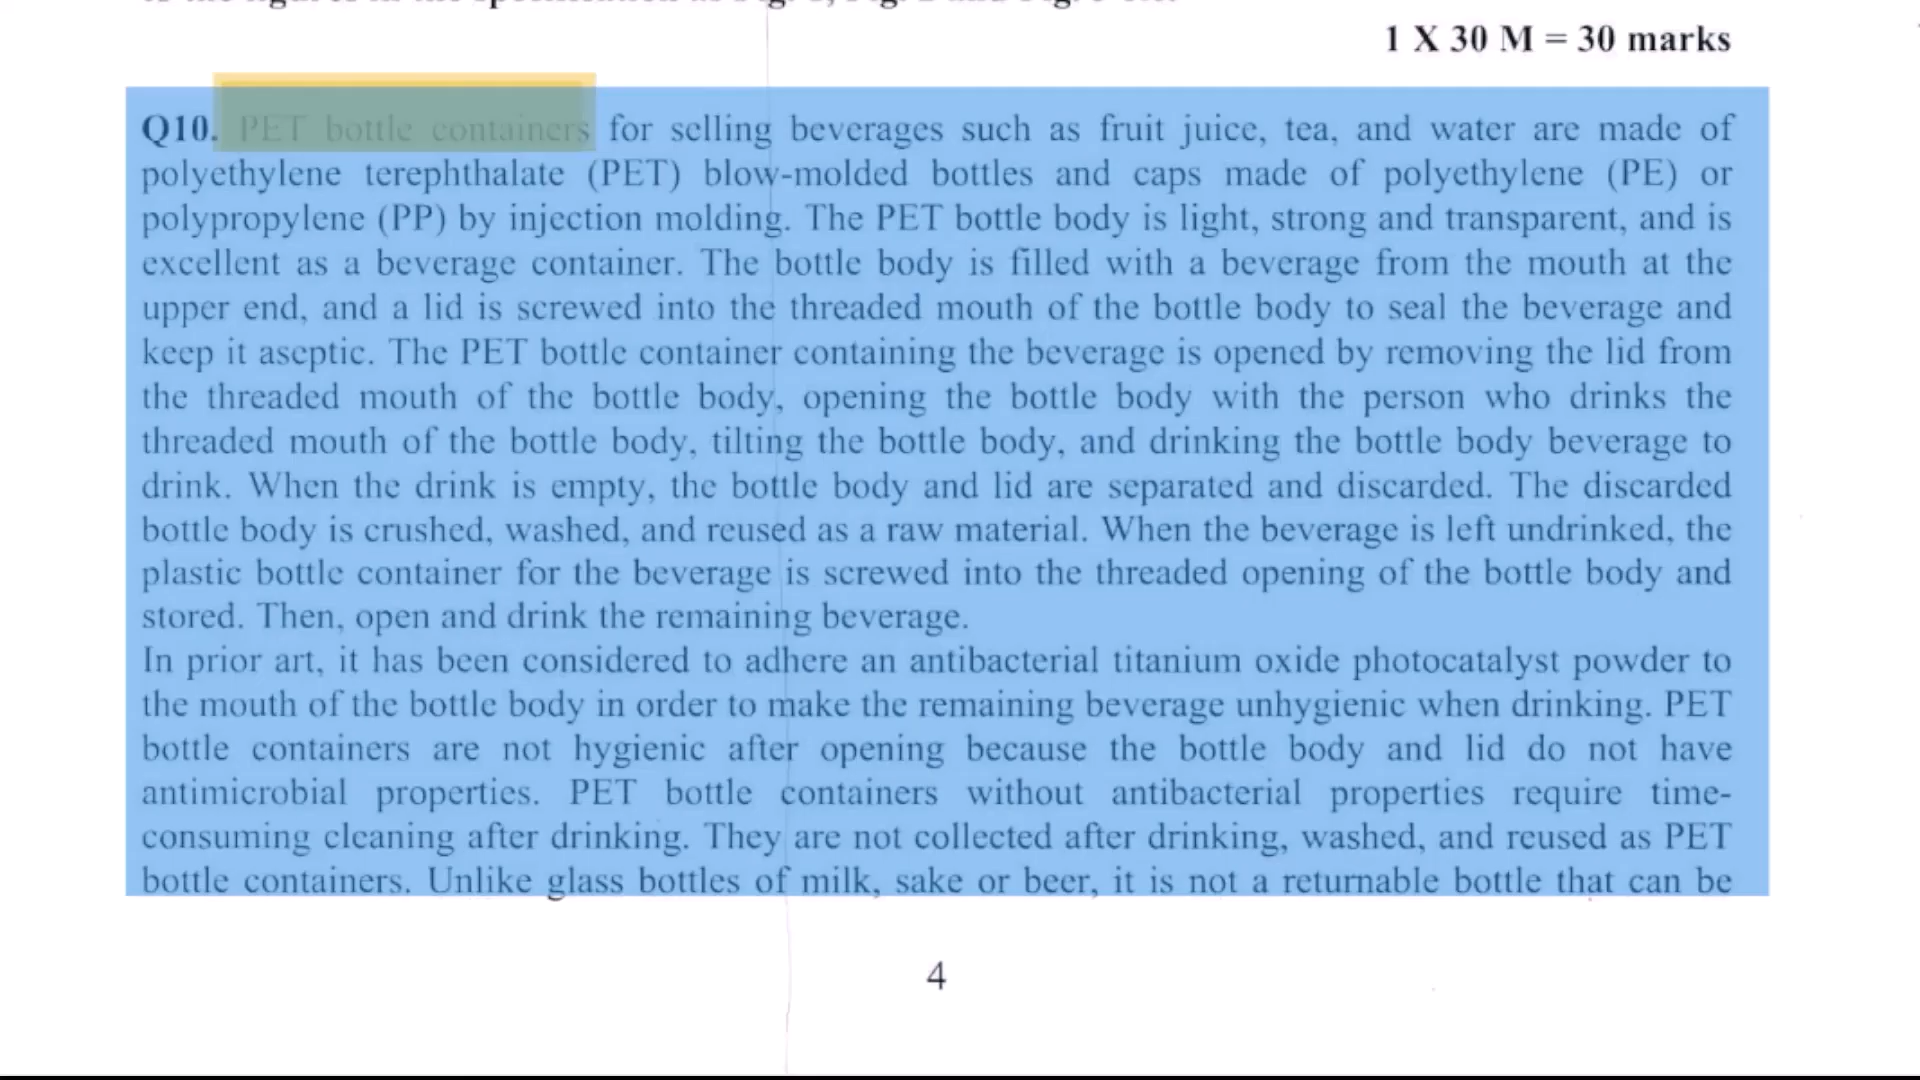 1 X 30 M = 30 marks
Q10. PET bottle containers for selling beverages such as fruit juice, tea, and water are made of
polyethylene terephthalate (PET) blow-molded bottles and caps made of polyethylene (PE) or
polypropylene (PP) by injection molding. The PET bottle body is light, strong and transparent, and is
excellent as a beverage container. The bottle body is filled with a beverage from the mouth at the
upper end, and a lid is screwed into the threaded mouth of the bottle body to seal the beverage and
keep it aseptic. The PET bottle container containing the beverage is opened by removing the lid from
the threaded mouth of the bottle body, opening the bottle body with the person who drinks the
threaded mouth of the bottle body, tilting the bottle body, and drinking the bottle body beverage to
drink. When the drink is empty, the bottle body and lid are separated and discarded. The discarded
bottle body is crushed, washed, and reused as a raw material. When the beverage is left undrinked, the
plastic bottle container for the beverage is screwed into the threaded opening of the bottle body and
stored. Then, open and drink the remaining beverage.
In prior art, it has been considered to adhere an antibacterial titanium oxide photocatalyst powder to
the mouth of the bottle body in order to make the remaining beverage unhygienic when drinking. PET
bottle containers are not hygienic after opening because the bottle body and lid do not have
antimicrobial properties. PET bottle containers without antibacterial properties require time-
consuming cleaning after drinking. They are not collected after drinking, washed, and reused as PET
bottle containers. Unlike glass bottles of milk, sake or beer, it is not a returnable bottle that can be
4